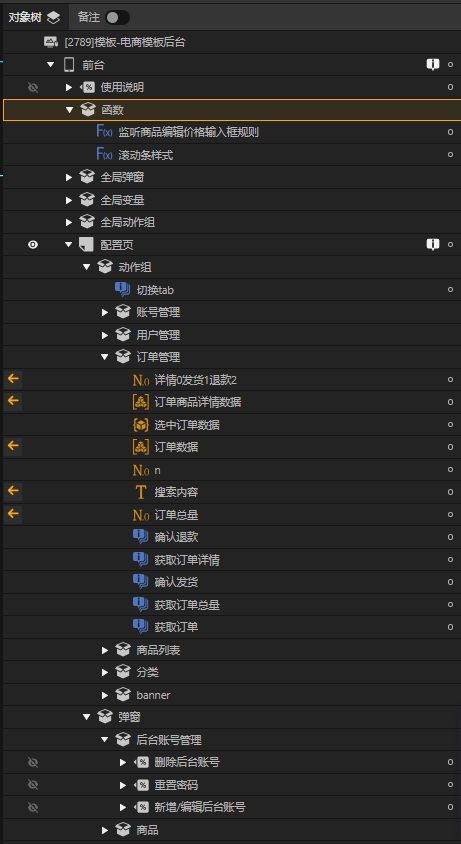 对象树 备注
[2789]模板-电商模板后台
前台
使用说明
函数
F(x) 监听商品编辑价格输入框规则
F(x) 滚动条样式
全局弹窗
全局变量
全局动作组
配置页
动作组
切换tab
账号管理
用户管理
订单管理
N.0 详情0发货1退款2
订单商品详情数据
选中订单数据
订单数据
N.0 n
T 搜索内容
N.0 订单总量
确认退款
获取订单详情
确认发货
获取订单总量
获取订单
商品列表
分类
banner
弹窗
后台账号管理
% 删除后台账号
% 重置密码
% 新增/编辑后台账号
商品